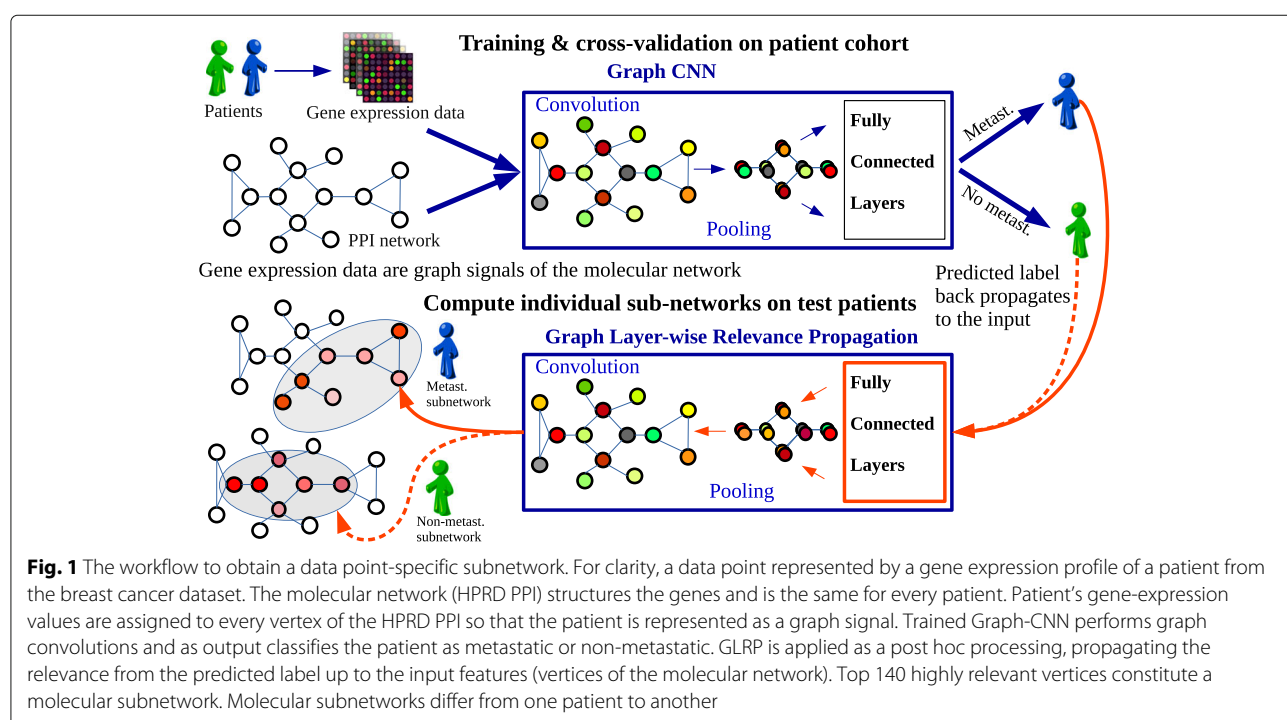 Training & cross-validation on patient cohort
Graph CNN
Patients
Gene expression data
PPI network
Convolution
Pooling
Fully
Connected
Layers
Metast.
No metast.
Gene expression data are graph signals of the molecular network
Predicted label
back propagates
to the input
Compute individual sub-networks on test patients
Graph Layer-wise Relevance Propagation
Metast.
subnetwork
Non-metast.
subnetwork
Convolution
Pooling
Fully
Connected
Layers
Fig. 1 The workflow to obtain a data point-specific subnetwork. For clarity, a data point represented by a gene expression profile of a patient from
the breast cancer dataset. The molecular network (HPRD PPI) structures the genes and is the same for every patient. Patient's gene-expression
values are assigned to every vertex of the HPRD PPI so that the patient is represented as a graph signal. Trained Graph-CNN performs graph
convolutions and as output classifies the patient as metastatic or non-metastatic. GLRP is applied as a post hoc processing, propagating the
relevance from the predicted label up to the input features (vertices of the molecular network). Top 140 highly relevant vertices constitute a
molecular subnetwork. Molecular subnetworks differ from one patient to another